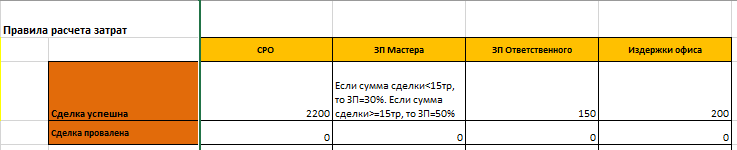 Правила расчета затрат
СРО ЗП Мастера ЗП Ответственного Издержки офиса
Если сумма сделки<15тр,
то ЗП=30%. Если сумма
Сделка успешна 2200 сделки>=15тр, то ЗП=50% 150 200
Сделка провалена 0 0 0 0